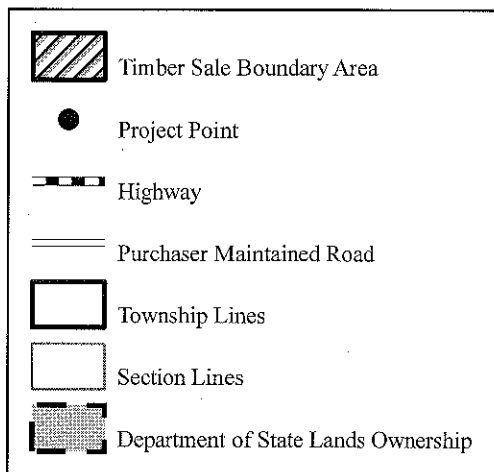 Timber Sale Boundary Area
Project Point
Highway
Purchaser Maintained Road
Township Lines
Section Lines
Department of State Lands Ownership